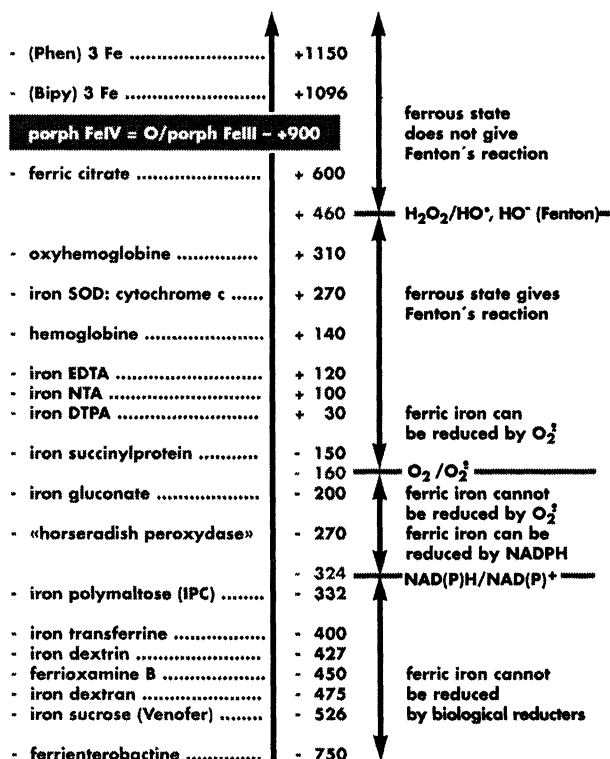 - (Phen) 3 Fe ..................... +1150
- (Bipy) 3 Fe ...................... +1096
porph FeIV = O/porph FeIII – +900
ferrous state
does not give
Fenton´s reaction
- ferric citrate ....................... + 600
+ 460 H₂O₂/HO•, HO⁻ (Fenton)
- oxyhemoglobine ............... + 310
- iron SOD: cytochrome c ...... + 270
ferrous state gives
Fenton´s reaction
- hemoglobine ...................... + 140
- iron EDTA ........................... + 120
- iron NTA ............................ + 100
- iron DTPA .......................... + 30
ferric iron can
be reduced by O₂•⁻
- iron succinylprotein ........... - 150
- 160 O₂ /O₂•⁻
- iron gluconate .................... - 200
ferric iron cannot
be reduced by O₂•⁻
- «horseradish peroxydase» - 270
ferric iron can be
reduced by NADPH
- 324 NAD(P)H/NAD(P)⁺
- iron polymaltose (IPC) ........ - 332
- iron transferrine ................. - 400
- iron dextrin ........................ - 427
- ferrioxamine B ................... - 450
- iron dextran ....................... - 475
- iron sucrose (Venofer) ........ - 526
ferric iron cannot
be reduced
by biological reducters
- ferrienterobactine .............. - 750